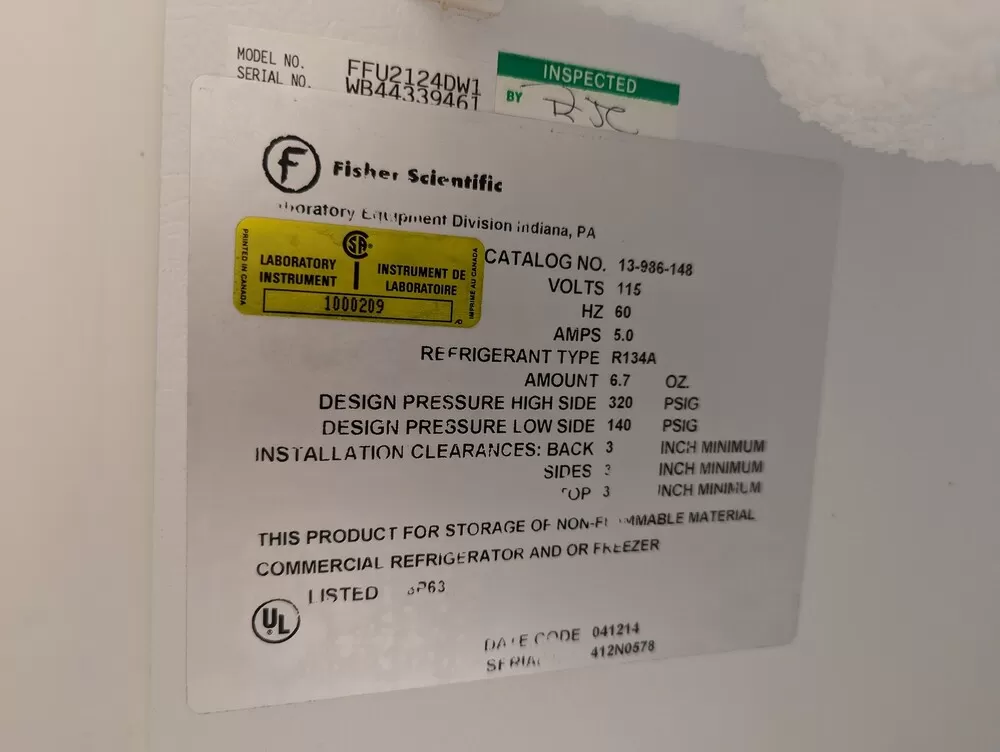 MODEL NO. FFU2124DW1
SERIAL NO. WB44339461
INSPECTED
BY
F
Fisher Scientific
Laboratory Equipment Division Indiana, PA
PRINTED IN CANADA
LABORATORY INSTRUMENT
INSTRUMENT DE LABORATOIRE
IMPRIMÉ AU CANADA
1000209
CATALOG NO. 13-986-148
VOLTS 115
HZ 60
AMPS 5.0
REFRIGERANT TYPE R134A
AMOUNT 6.7 OZ.
DESIGN PRESSURE HIGH SIDE 320 PSIG
DESIGN PRESSURE LOW SIDE 140 PSIG
INSTALLATION CLEARANCES: BACK 3 INCH MINIMUM
SIDES 3 INCH MINIMUM
TOP 3 INCH MINIMUM
THIS PRODUCT FOR STORAGE OF NON-FLAMMABLE MATERIAL
COMMERCIAL REFRIGERATOR AND OR FREEZER
LISTED
UL
DATE CODE 041214
SERIAL 412N0578